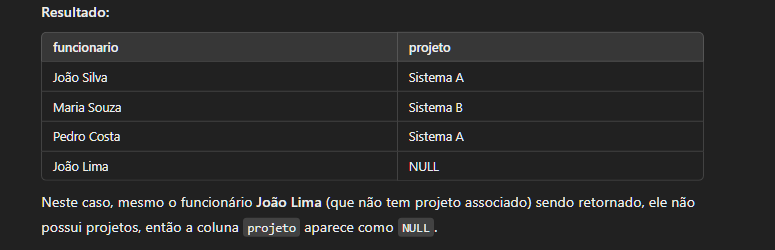 Resultado:
funcionario projeto
João Silva Sistema A
Maria Souza Sistema B
Pedro Costa Sistema A
João Lima NULL
Neste caso, mesmo o funcionário João Lima (que não tem projeto associado) sendo retornado, ele não
possui projetos, então a coluna projeto aparece como NULL.